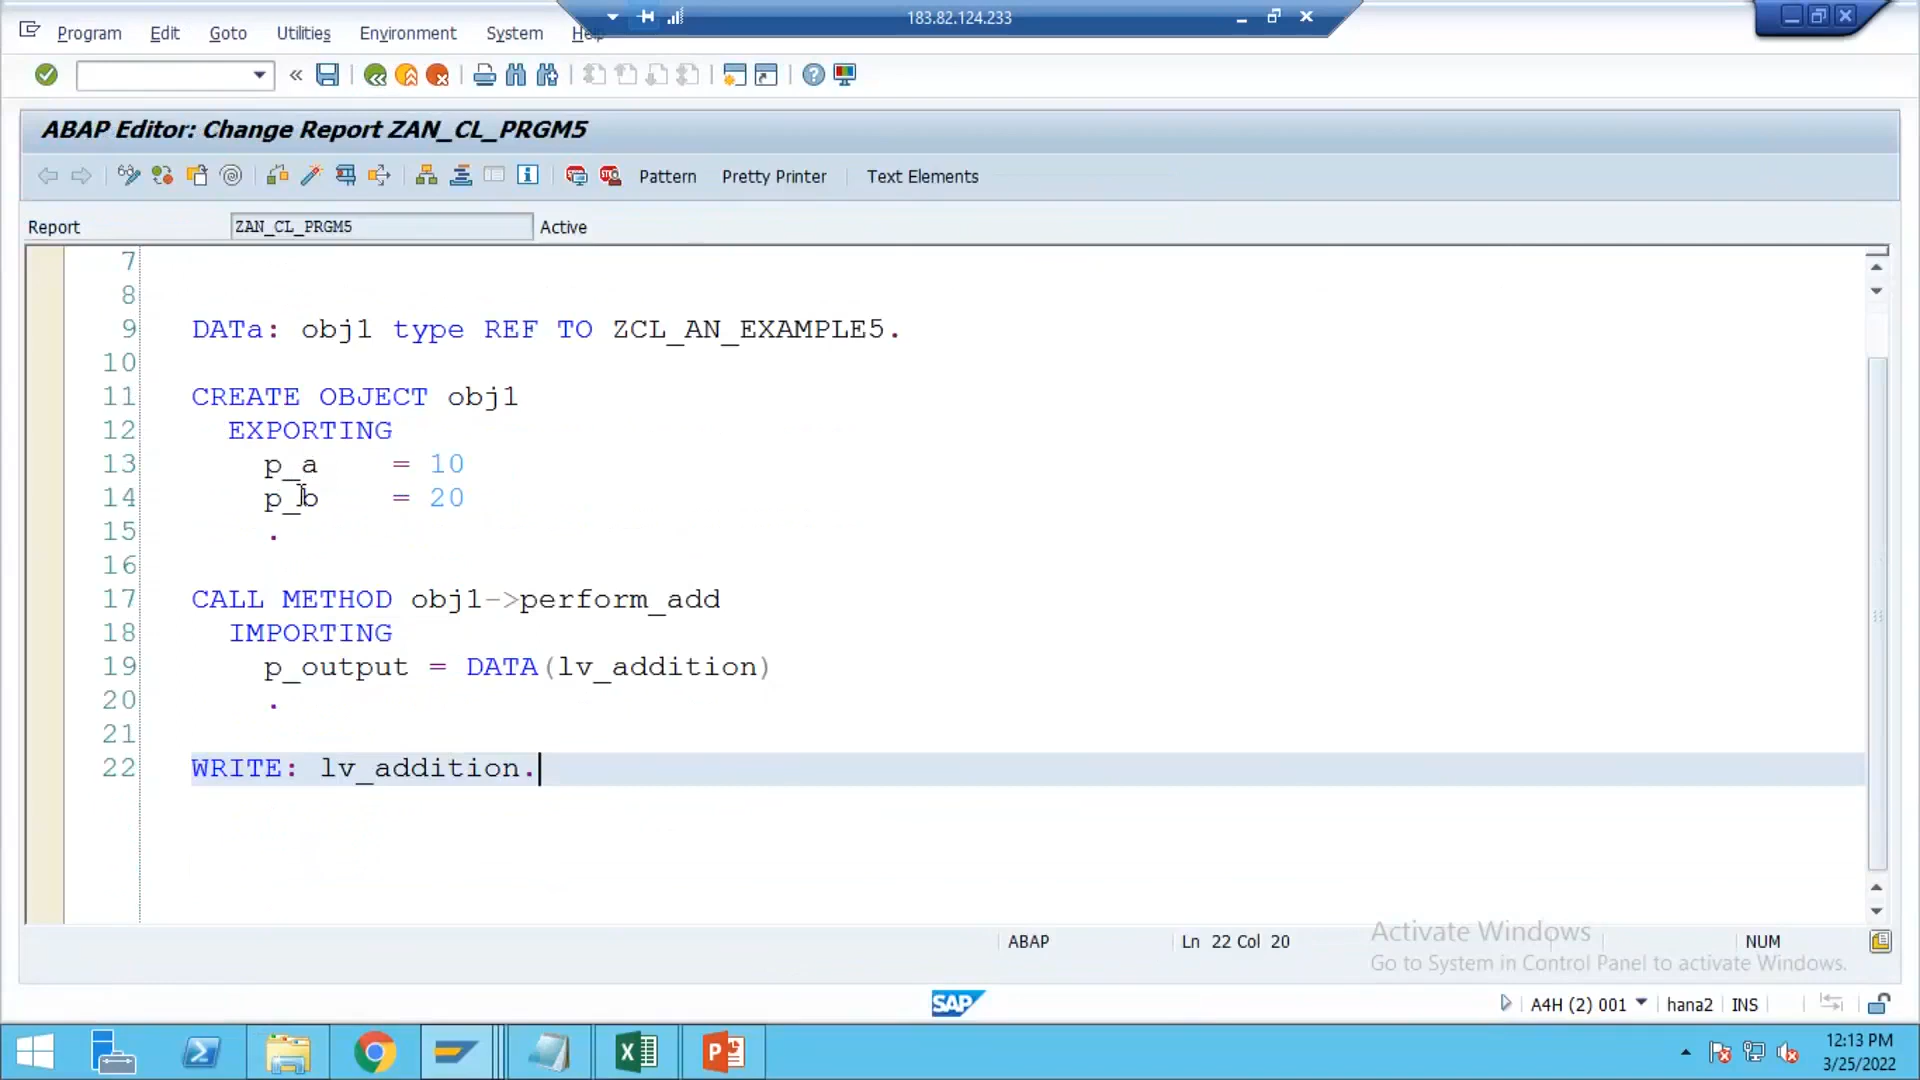 183.82.124.233
Program Edit Goto Utilities Environment System Help
ABAP Editor: Change Report ZAN_CL_PRGM5
Pattern Pretty Printer Text Elements
Report ZAN_CL_PRGM5 Active
7
8
9 DATa: obj1 type REF TO ZCL_AN_EXAMPLE5.
10
11 CREATE OBJECT obj1
12 EXPORTING
13 p_a = 10
14 p_b = 20
15 .
16
17 CALL METHOD obj1->perform_add
18 IMPORTING
19 p_output = DATA(lv_addition)
20 .
21
22 WRITE: lv_addition.
ABAP Ln 22 Col 20 NUM
Activate Windows
Go to System in Control Panel to activate Windows.
SAP A4H (2) 001 hana2 INS
12:13 PM
3/25/2022